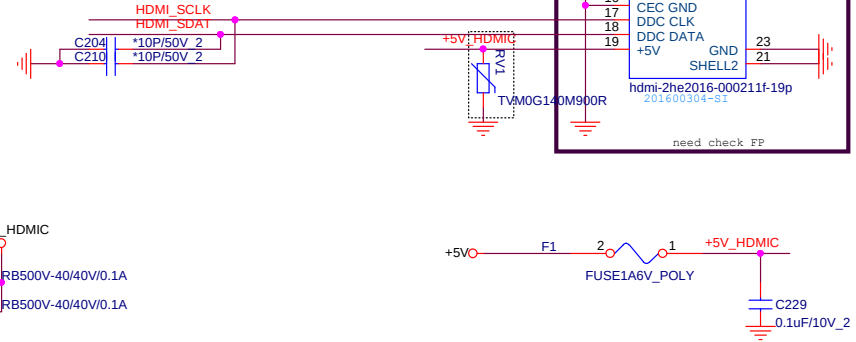 HDMI_SCLK
HDMI_SDAT
C204 *10P/50V_2
C210 *10P/50V_2
+5V_HDMIC
RV1
TVM0G140M900R
CEC GND
17 DDC CLK
18 DDC DATA
19 +5V
GND 23
SHELL2 21
hdmi-2he2016-000211f-19p
201600304-SI
need check FP
_HDMIC
RB500V-40/40V/0.1A
RB500V-40/40V/0.1A
+5V F1 2 1 +5V_HDMIC
FUSE1A6V_POLY
C229
0.1uF/10V_2